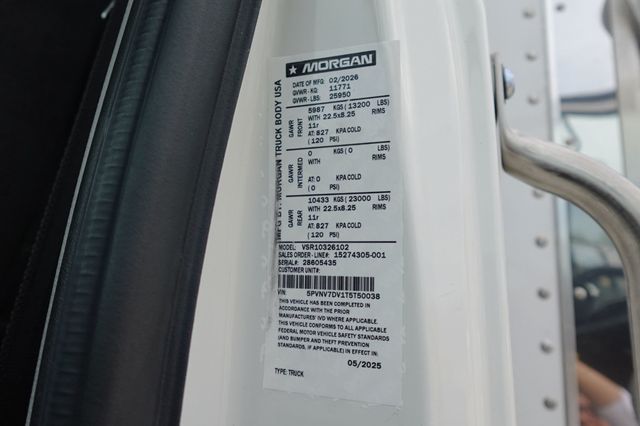 MORGAN
MFG BY: MORGAN TRUCK BODY USA
DATE OF MFG: 02/2026
GVWR - KG: 11771
GVWR - LBS: 25950
GAWR FRONT
5987 KGS (13200 LBS)
WITH 22.5x8.25 RIMS
11r
AT: 827 KPA COLD
(120 PSI)
GAWR INTERMED
0 KGS (0 LBS)
WITH RIMS
AT: 0 KPA COLD
(0 PSI)
GAWR REAR
10433 KGS (23000 LBS)
WITH 22.5x8.25 RIMS
11r
AT: 827 KPA COLD
(120 PSI)
MODEL: VSR10326102
SALES ORDER - LINE#: 15274305-001
SERIAL#: 28605435
CUSTOMER UNIT#:
VIN: 5PVNV7DV1T5T50038
THIS VEHICLE HAS BEEN COMPLETED IN
ACCORDANCE WITH THE PRIOR
MANUFACTURES' IVD WHERE APPLICABLE.
THIS VEHICLE CONFORMS TO ALL APPLICABLE
FEDERAL MOTOR VEHICLE SAFETY STANDARDS
(AND BUMPER AND THEFT PREVENTION
STANDARDS, IF APPLICABLE) IN EFFECT IN:
05/2025
TYPE: TRUCK